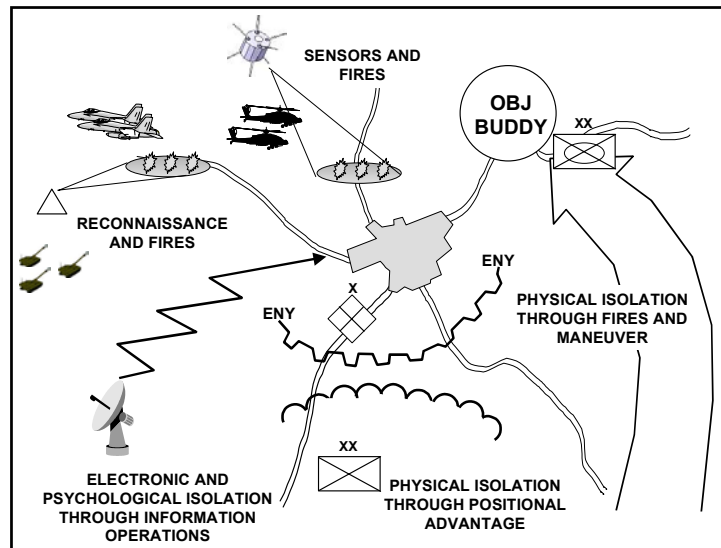 SENSORS AND
FIRES
OBJ
BUDDY
XX
RECONNAISSANCE
AND FIRES
X
ENY
ENY
PHYSICAL ISOLATION
THROUGH FIRES AND
MANEUVER
XX
ELECTRONIC AND
PSYCHOLOGICAL ISOLATION
THROUGH INFORMATION
OPERATIONS
PHYSICAL ISOLATION
THROUGH POSITIONAL
ADVANTAGE